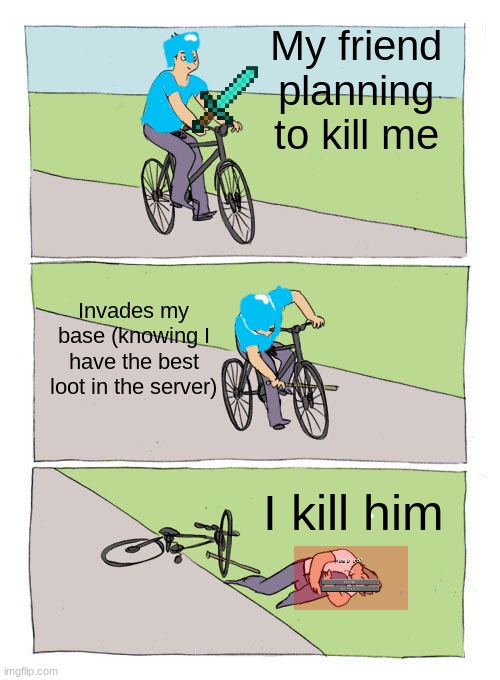 My friend
planning
to kill me
Invades my
base (knowing I
have the best
loot in the server)
I kill him
imgflip.com